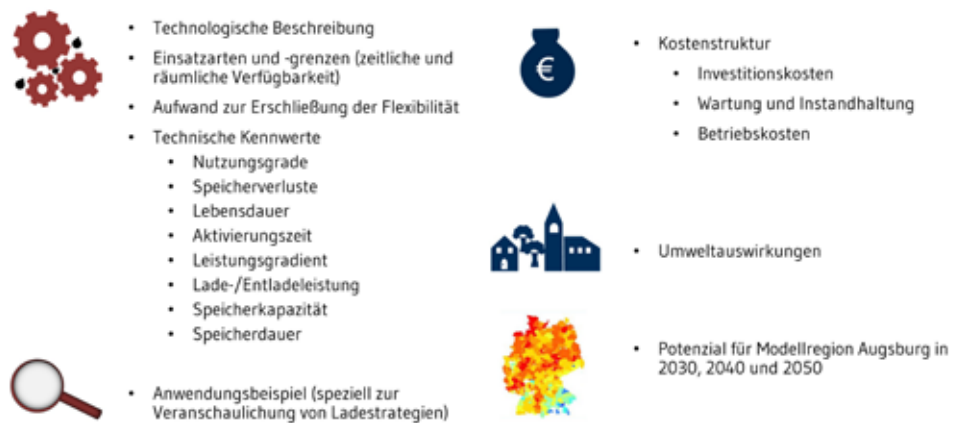 • Technologische Beschreibung
• Einsatzarten und -grenzen (zeitliche und
räumliche Verfügbarkeit)
• Aufwand zur Erschließung der Flexibilität
• Technische Kennwerte
• Nutzungsgrade
• Speicherverluste
• Lebensdauer
• Aktivierungszeit
• Leistungsgradient
• Lade-/Entladeleistung
• Speicherkapazität
• Speicherdauer
• Anwendungsbeispiel (speziell zur
Veranschaulichung von Ladestrategien)
€
• Kostenstruktur
• Investitionskosten
• Wartung und Instandhaltung
• Betriebskosten
• Umweltauswirkungen
• Potenzial für Modellregion Augsburg in
2030, 2040 und 2050